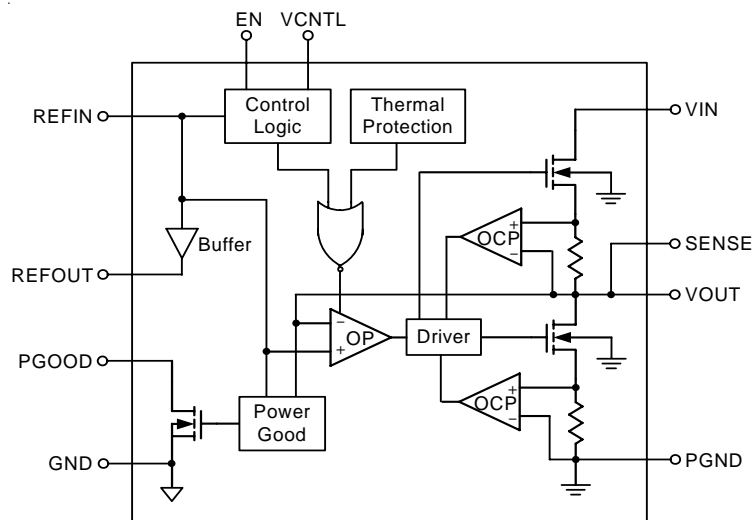 EN VCNTL
REFIN
Control
Logic
Thermal
Protection
VIN
Buffer
+
OCP
−
SENSE
REFOUT
VOUT
−
OP
+
Driver
PGOOD
Power
Good
+
OCP
−
GND
PGND